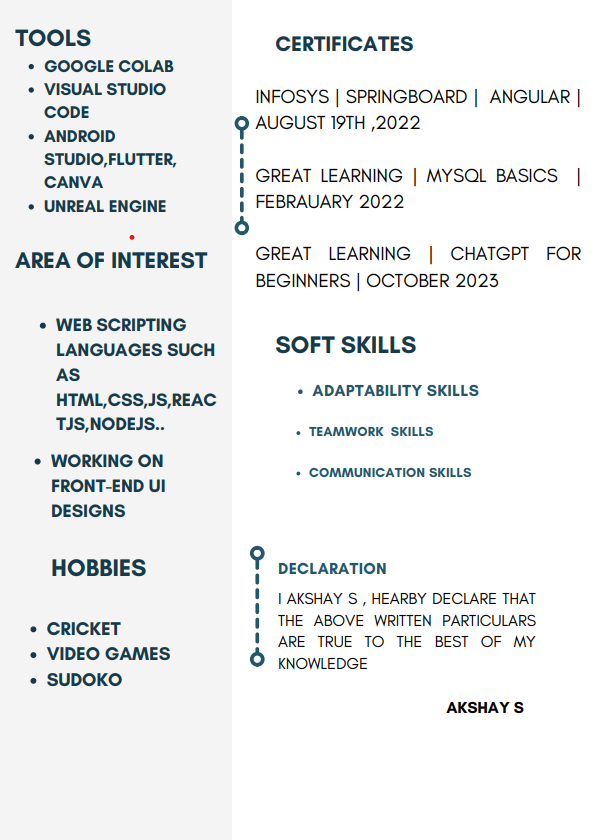 TOOLS
GOOGLE COLAB
VISUAL STUDIO
CODE
ANDROID
STUDIO,FLUTTER,
CANVA
UNREAL ENGINE
AREA OF INTEREST
WEB SCRIPTING
LANGUAGES SUCH
AS
HTML,CSS,JS,REAC
TJS,NODEJS..
WORKING ON
FRONT-END UI
DESIGNS
HOBBIES
CRICKET
VIDEO GAMES
SUDOKO
CERTIFICATES
INFOSYS | SPRINGBOARD | ANGULAR |
AUGUST 19TH ,2022
GREAT LEARNING | MYSQL BASICS |
FEBRAUARY 2022
GREAT LEARNING | CHATGPT FOR
BEGINNERS | OCTOBER 2023
SOFT SKILLS
ADAPTABILITY SKILLS
TEAMWORK SKILLS
COMMUNICATION SKILLS
DECLARATION
I AKSHAY S , HEARBY DECLARE THAT
THE ABOVE WRITTEN PARTICULARS
ARE TRUE TO THE BEST OF MY
KNOWLEDGE
AKSHAY S